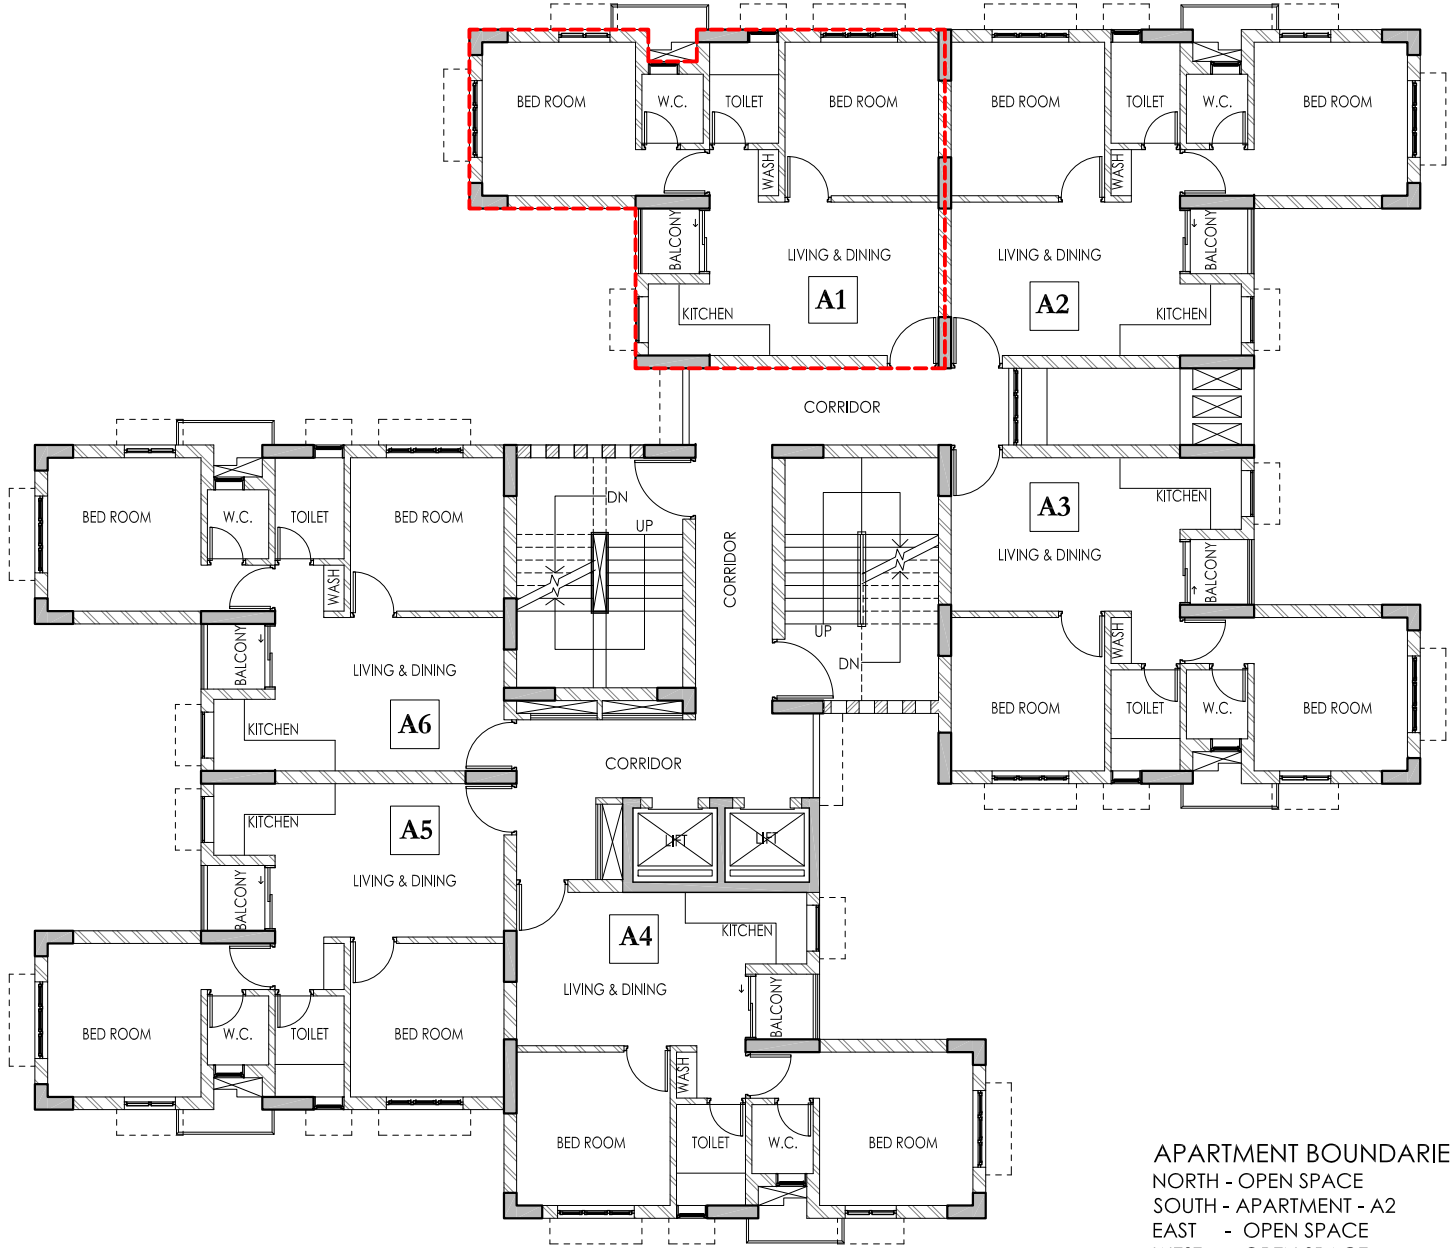 BED ROOM
W.C.
TOILET
BED ROOM
BED ROOM
TOILET
W.C.
BED ROOM
WASH
WASH
BALCONY
LIVING & DINING
LIVING & DINING
BALCONY
A1
A2
KITCHEN
KITCHEN
CORRIDOR
KITCHEN
A3
LIVING & DINING
BALCONY
DN
UP
CORRIDOR
BED ROOM
W.C.
TOILET
BED ROOM
WASH
UP
DN
WASH
BALCONY
LIVING & DINING
BED ROOM
TOILET
W.C.
BED ROOM
A6
KITCHEN
CORRIDOR
KITCHEN
A5
LIFT
LIFT
BALCONY
LIVING & DINING
A4
KITCHEN
LIVING & DINING
BALCONY
BED ROOM
W.C.
TOILET
BED ROOM
WASH
BED ROOM
TOILET
W.C.
BED ROOM
APARTMENT BOUNDARIE
NORTH - OPEN SPACE
SOUTH - APARTMENT - A2
EAST - OPEN SPACE